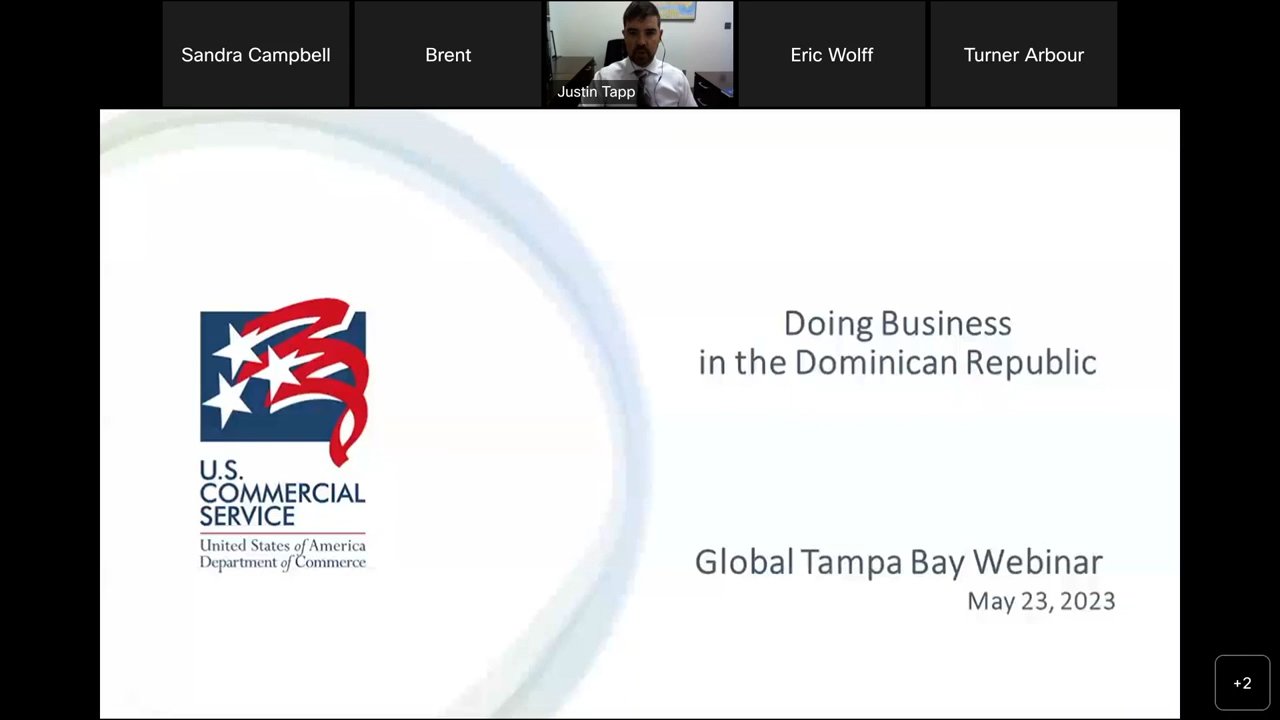 Sandra Campbell
Brent
Justin Tapp
Eric Wolff
Turner Arbour
Doing Business
in the Dominican Republic
U.S.
COMMERCIAL
SERVICE
United States of America
Department of Commerce
Global Tampa Bay Webinar
May 23, 2023
+2